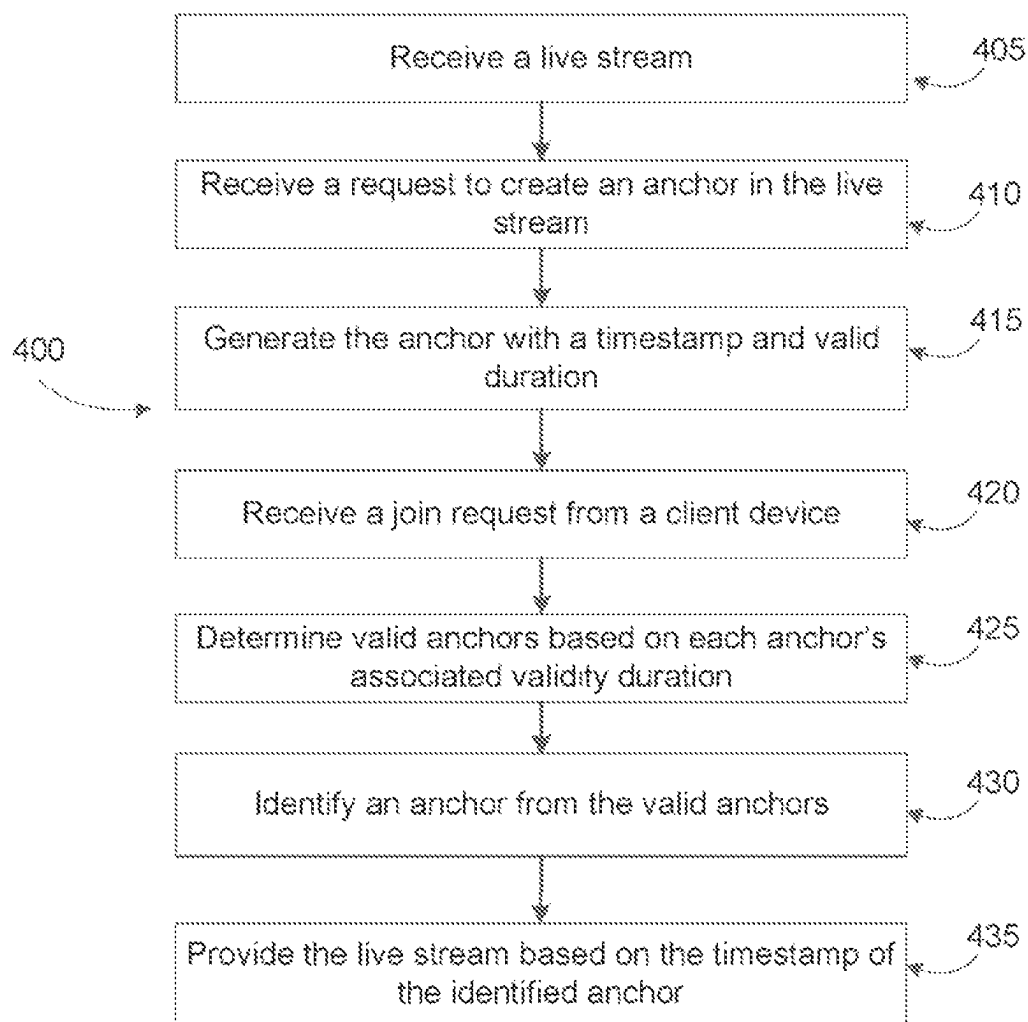 Receive a live stream
405
Receive a request to create an anchor in the live
stream
410
Generate the anchor with a timestamp and valid
duration
415
400
Receive a join request from a client device
420
Determine valid anchors based on each anchor's
associated validity duration
425
Identify an anchor from the valid anchors
430
Provide the live stream based on the timestamp of
the identified anchor
435